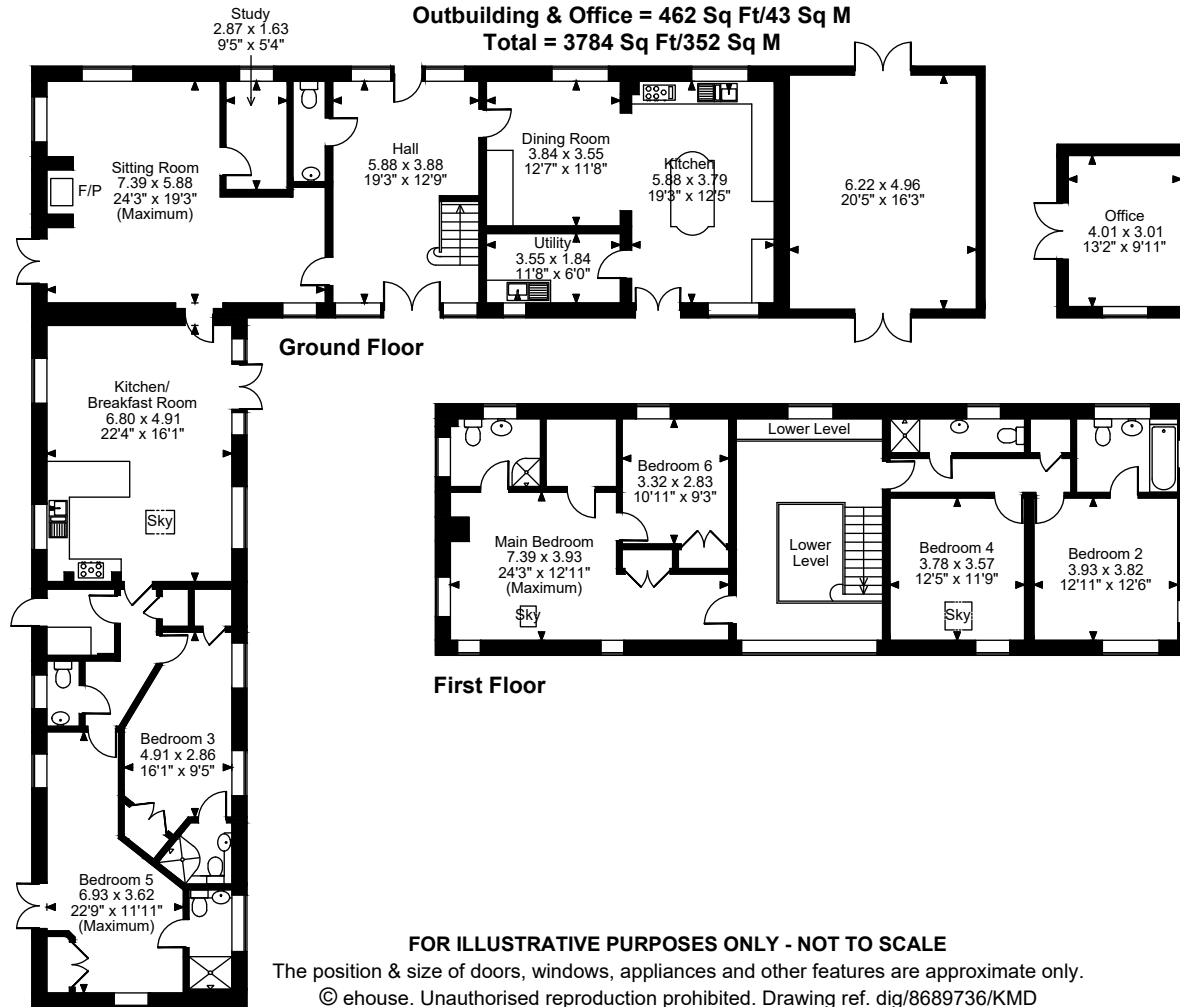 Outbuilding & Office = 462 Sq Ft/43 Sq M
Total = 3784 Sq Ft/352 Sq M
Study
2.87 x 1.63
9'5" x 5'4"
Sitting Room
7.39 x 5.88
24'3" x 19'3"
(Maximum)
F/P
Hall
5.88 x 3.88
19'3" x 12'9"
Dining Room
3.84 x 3.55
12'7" x 11'8"
Kitchen
5.88 x 3.79
19'3" x 12'5"
Utility
3.55 x 1.84
11'8" x 6'0"
6.22 x 4.96
20'5" x 16'3"
Office
4.01 x 3.01
13'2" x 9'11"
Ground Floor
Kitchen/
Breakfast Room
6.80 x 4.91
22'4" x 16'1"
Sky
Bedroom 3
4.91 x 2.86
16'1" x 9'5"
Bedroom 5
6.93 x 3.62
22'9" x 11'11"
(Maximum)
Lower Level
Bedroom 6
3.32 x 2.83
10'11" x 9'3"
Main Bedroom
7.39 x 3.93
24'3" x 12'11"
(Maximum)
Sky
Lower
Level
Bedroom 4
3.78 x 3.57
12'5" x 11'9"
Sky
Bedroom 2
3.93 x 3.82
12'11" x 12'6"
First Floor
FOR ILLUSTRATIVE PURPOSES ONLY - NOT TO SCALE
The position & size of doors, windows, appliances and other features are approximate only.
© ehouse. Unauthorised reproduction prohibited. Drawing ref. dig/8689736/KMD